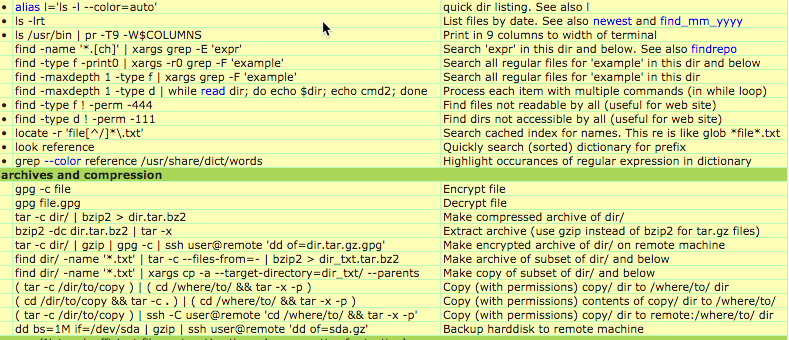 alias l='ls -l --color=auto' quick dir listing. See also l
ls -lrt List files by date. See also newest and find_mm_yyyy
ls /usr/bin | pr -T9 -W$COLUMNS Print in 9 columns to width of terminal
find -name '*.[ch]' | xargs grep -E 'expr' Search 'expr' in this dir and below. See also findrepo
find -type f -print0 | xargs -r0 grep -F 'example' Search all regular files for 'example' in this dir and below
find -maxdepth 1 -type f | xargs grep -F 'example' Search all regular files for 'example' in this dir
find -maxdepth 1 -type d | while read dir; do echo $dir; echo cmd2; done Process each item with multiple commands (in while loop)
find -type f ! -perm -444 Find files not readable by all (useful for web site)
find -type d ! -perm -111 Find dirs not accessible by all (useful for web site)
locate -r 'file[^/]*\.txt' Search cached index for names. This re is like glob *file*.txt
look reference Quickly search (sorted) dictionary for prefix
grep --color reference /usr/share/dict/words Highlight occurances of regular expression in dictionary
archives and compression
gpg -c file Encrypt file
gpg file.gpg Decrypt file
tar -c dir/ | bzip2 > dir.tar.bz2 Make compressed archive of dir/
bzip2 -dc dir.tar.bz2 | tar -x Extract archive (use gzip instead of bzip2 for tar.gz files)
tar -c dir/ | gzip | gpg -c | ssh user@remote 'dd of=dir.tar.gz.gpg' Make encrypted archive of dir/ on remote machine
find dir/ -name '*.txt' | tar -c --files-from=- | bzip2 > dir_txt.tar.bz2 Make archive of subset of dir/ and below
find dir/ -name '*.txt' | xargs cp -a --target-directory=dir_txt/ --parents Make copy of subset of dir/ and below
( tar -c /dir/to/copy ) | ( cd /where/to/ && tar -x -p ) Copy (with permissions) copy/ dir to /where/to/ dir
( cd /dir/to/copy && tar -c . ) | ( cd /where/to/ && tar -x -p ) Copy (with permissions) contents of copy/ dir to /where/to/
( tar -c /dir/to/copy ) | ssh -C user@remote 'cd /where/to/ && tar -x -p' Copy (with permissions) copy/ dir to remote:/where/to/ dir
dd bs=1M if=/dev/sda | gzip | ssh user@remote 'dd of=sda.gz' Backup harddisk to remote machine